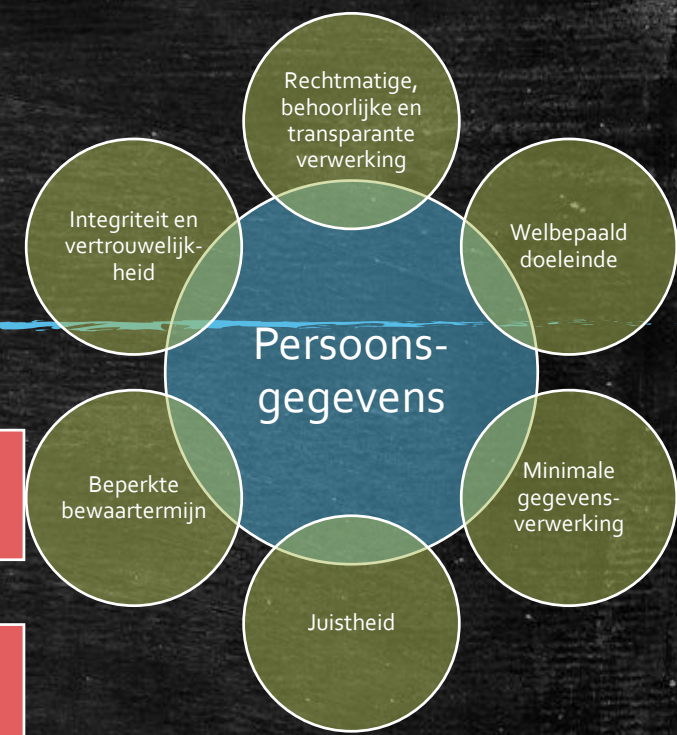 Rechtmatige,
behoorlijke en
transparante
verwerking
Integriteit en
vertrouwelijk-
heid
Welbepaald
doeleinde
Persoons-
gegevens
Beperkte
bewaartermijn
Minimale
gegevens-
verwerking
Juistheid